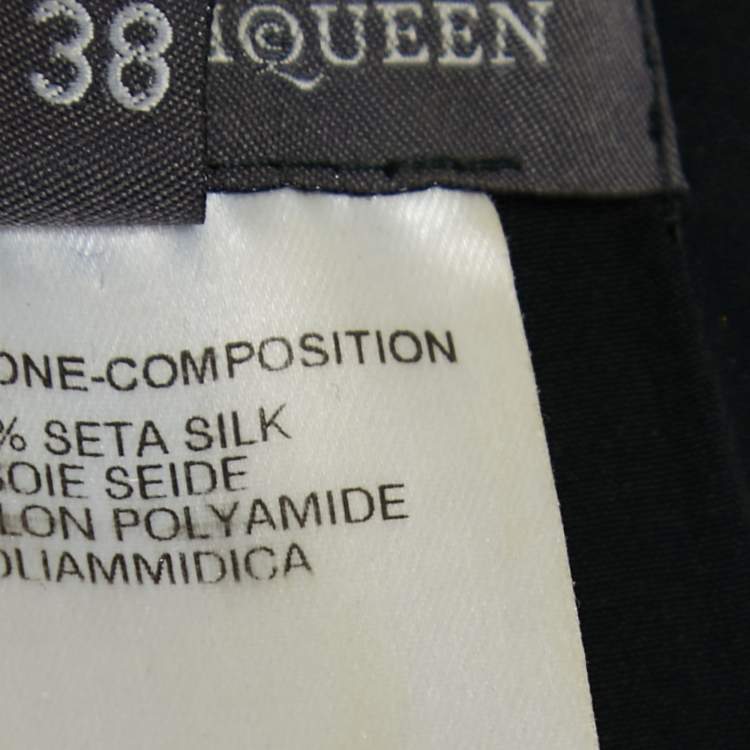 38
QUEEN
ONE-COMPOSITION
% SETA SILK
SOIE SEIDE
LON POLYAMIDE
OLIAMMIDICA